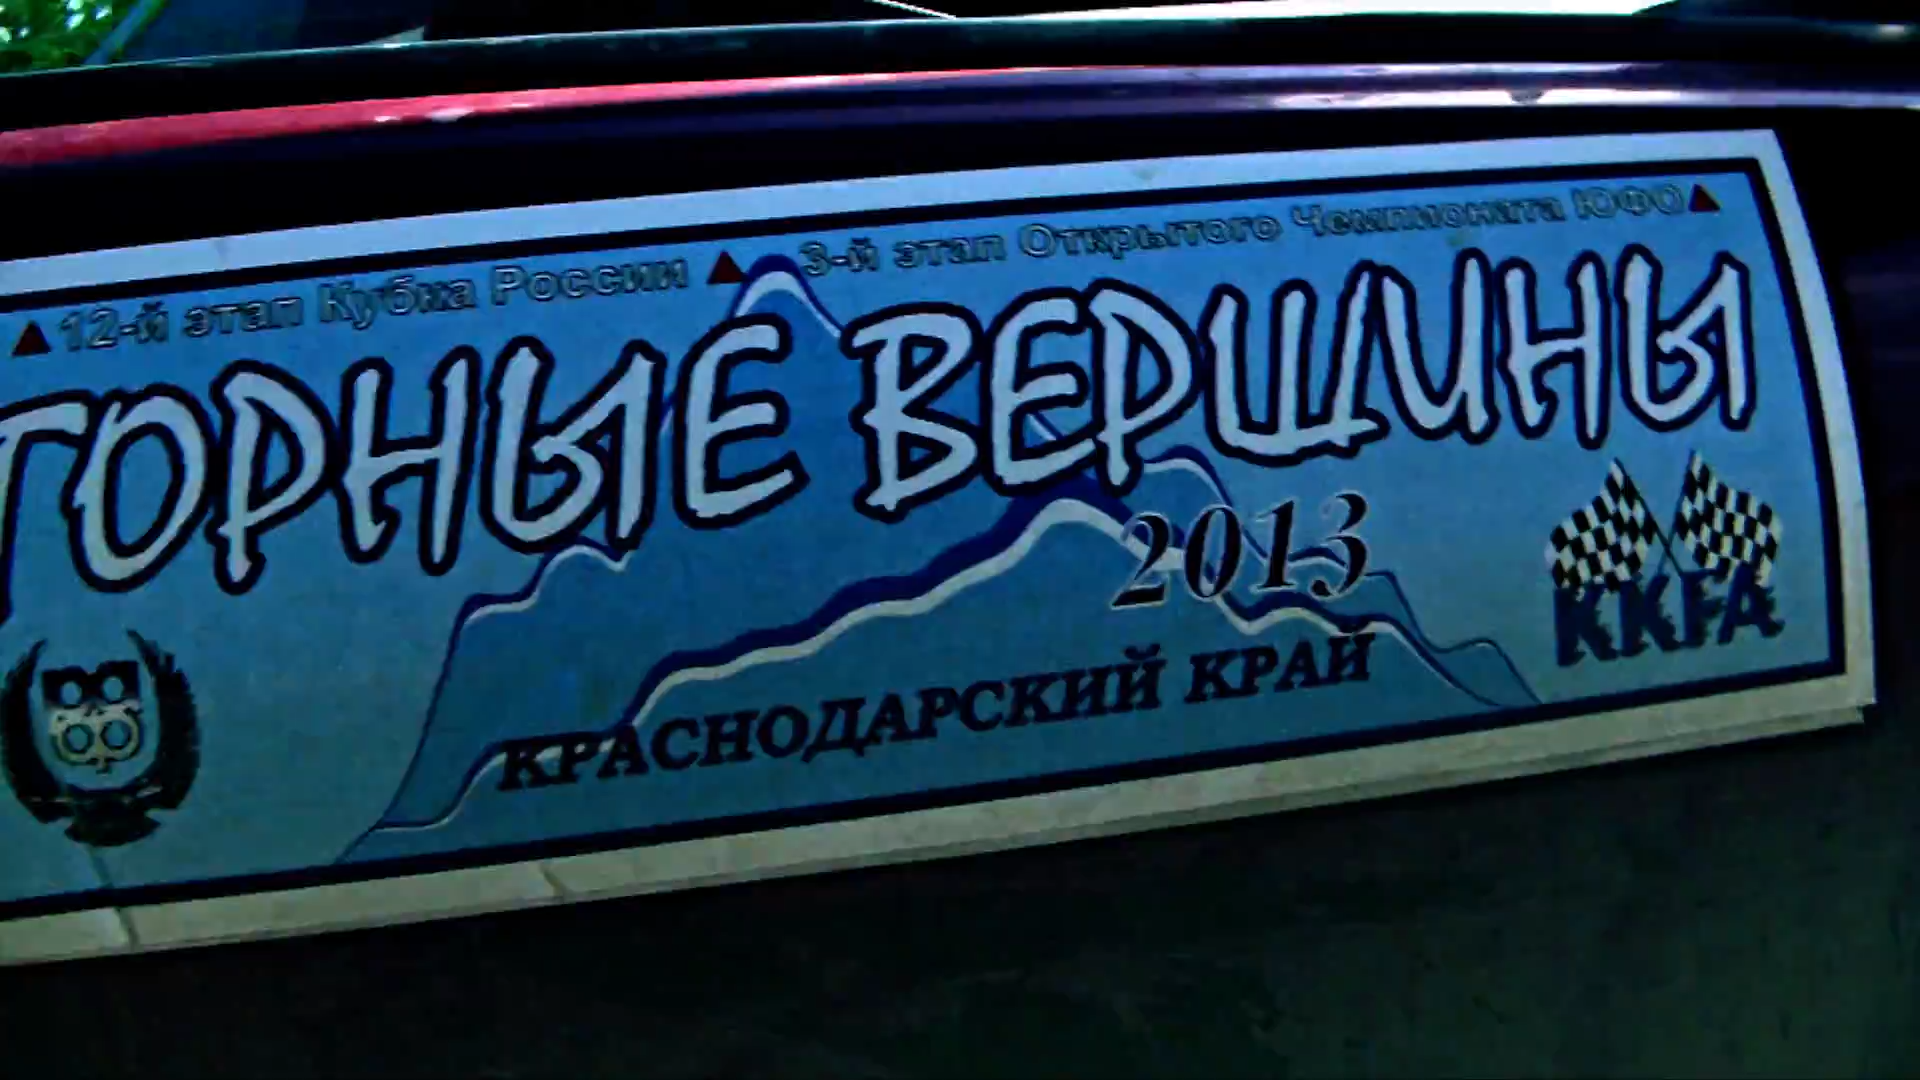 12-й этап Кубка России 3-й этап Открытого Чемпионата ЮФО
ГОРНЫЕ ВЕРШИНЫ
2013
KKFA
КРАСНОДАРСКИЙ КРАЙ